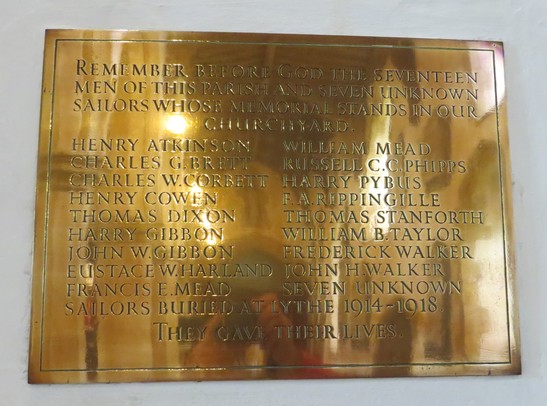 REMEMBER BEFORE GOD THE SEVENTEEN
MEN OF THIS PARISH AND SEVEN UNKNOWN
SAILORS WHOSE MEMORIAL STANDS IN OUR
CHURCHYARD.
HENRY ATKINSON WILLIAM MEAD
CHARLES G. BRETT RUSSELL C.C. PHIPPS
CHARLES W. CORBETT HARRY PYBUS
HENRY COWEN F.A. RIPPINGILLE
THOMAS DIXON THOMAS STANFORTH
HARRY GIBBON WILLIAM B. TAYLOR
JOHN W. GIBBON FREDERICK WALKER
EUSTACE W. HARLAND JOHN H. WALKER
FRANCIS E. MEAD SEVEN UNKNOWN
SAILORS BURIED AT LYTHE 1914-1918.
THEY GAVE THEIR LIVES.